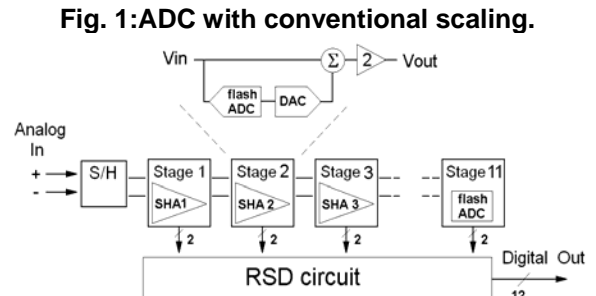 Fig. 1:ADC with conventional scaling.
Vin
Σ
2
Vout
flash
ADC
DAC
Analog
In
+
-
S/H
Stage 1
SHA1
Stage 2
SHA 2
Stage 3
SHA 3
Stage 11
flash
ADC
2
2
2
2
RSD circuit
Digital Out
12